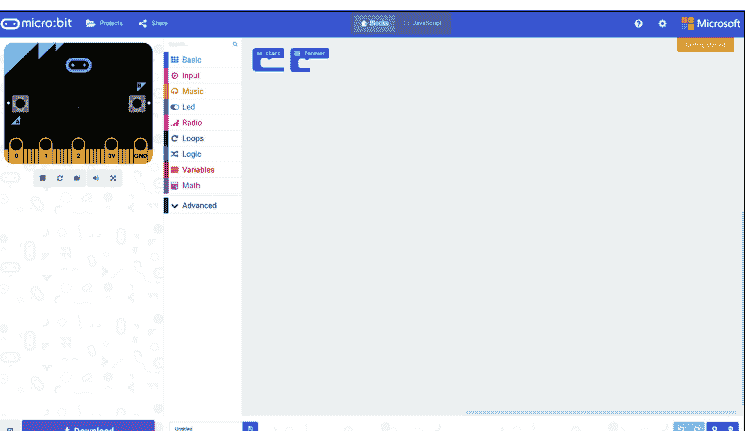 micro:bit Projects Share Blocks JavaScript Microsoft
Search...
Getting Started
Basic
Input
Music
Led
Radio
Loops
Logic
Variables
Math
Advanced
on start
forever
0 1 2 3V GND
Download
Untitled